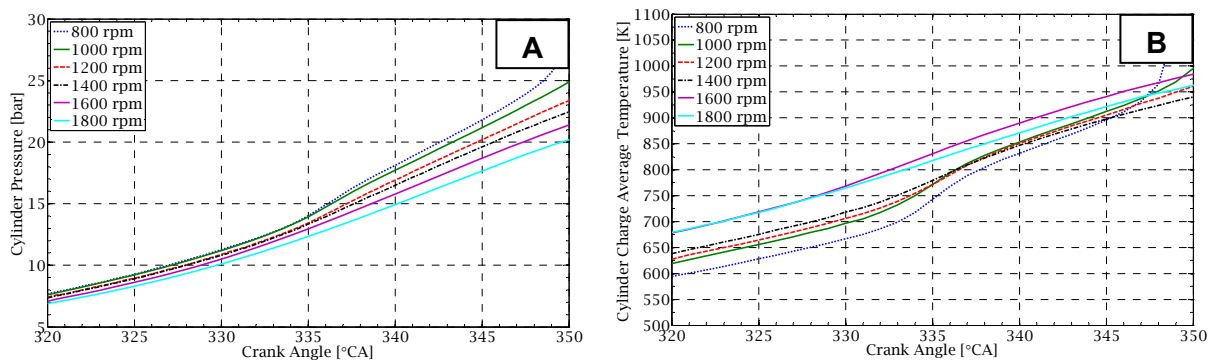 A
Cylinder Pressure [bar]
30
25
20
15
10
5
800 rpm
1000 rpm
1200 rpm
1400 rpm
1600 rpm
1800 rpm
320 325 330 335 340 345 350
Crank Angle [°CA]
B
Cylinder Charge Average Temperature [K]
1100
1050
1000
950
900
850
800
750
700
650
600
550
500
800 rpm
1000 rpm
1200 rpm
1400 rpm
1600 rpm
1800 rpm
320 325 330 335 340 345 350
Crank Angle [°CA]